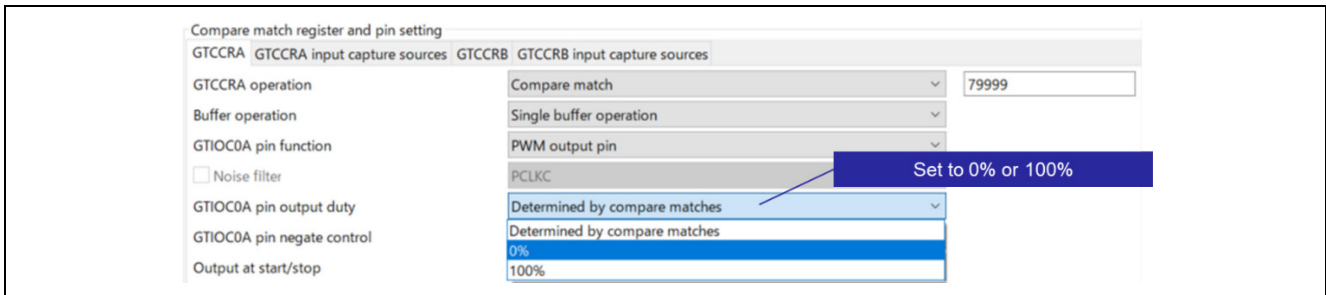 Compare match register and pin setting
GTCCRA GTCCRA input capture sources GTCCRB GTCCRB input capture sources
GTCCRA operation Compare match 79999
Buffer operation Single buffer operation
GTIOC0A pin function PWM output pin
Noise filter PCLKC Set to 0% or 100%
GTIOC0A pin output duty Determined by compare matches
GTIOC0A pin negate control Determined by compare matches
0%
Output at start/stop 100%